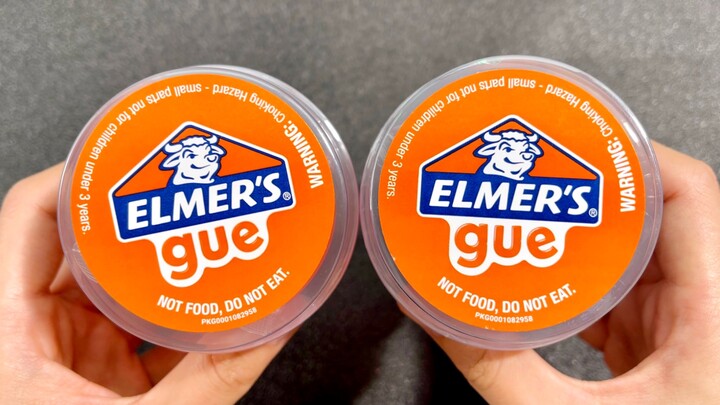 WARNING: Choking Hazard - small parts not for children under 3 years.
ELMER'S®
gue
NOT FOOD, DO NOT EAT.
PKG0001082958
WARNING: Choking Hazard - small parts not for children under 3 years.
ELMER'S®
gue
NOT FOOD, DO NOT EAT.
PKG0001082958